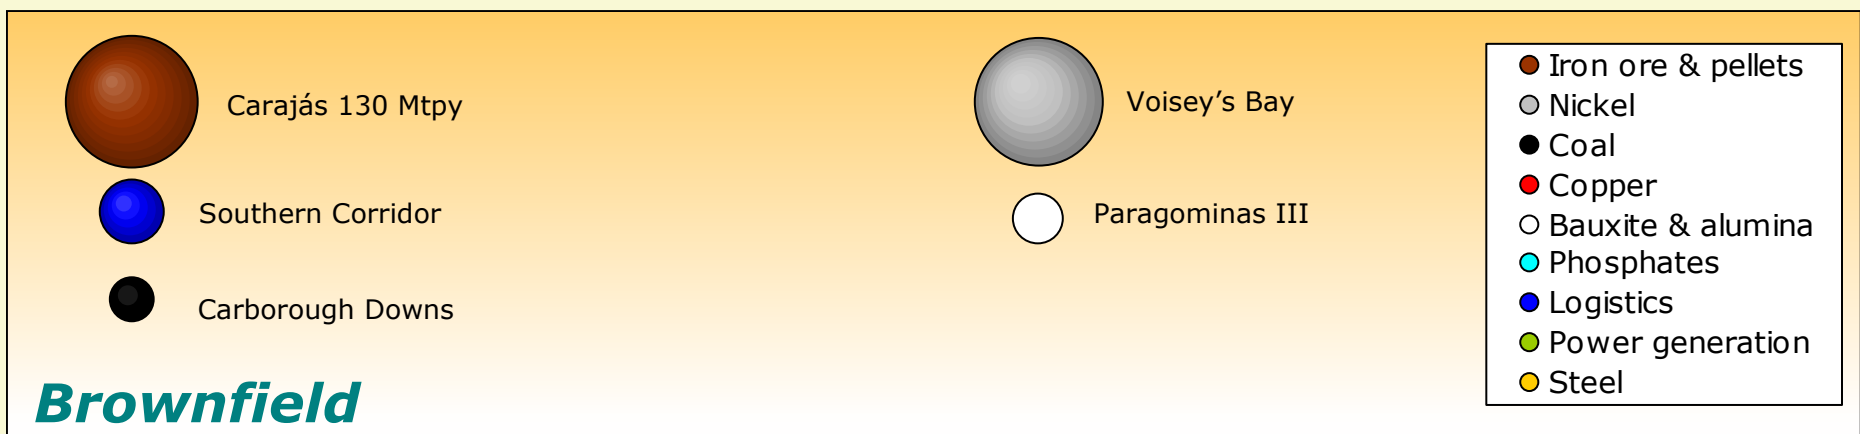 Carajás 130 Mtpy
Southern Corridor
Carborough Downs
Brownfield
Voisey’s Bay
Paragominas III
Iron ore & pellets
Nickel
Coal
Copper
Bauxite & alumina
Phosphates
Logistics
Power generation
Steel